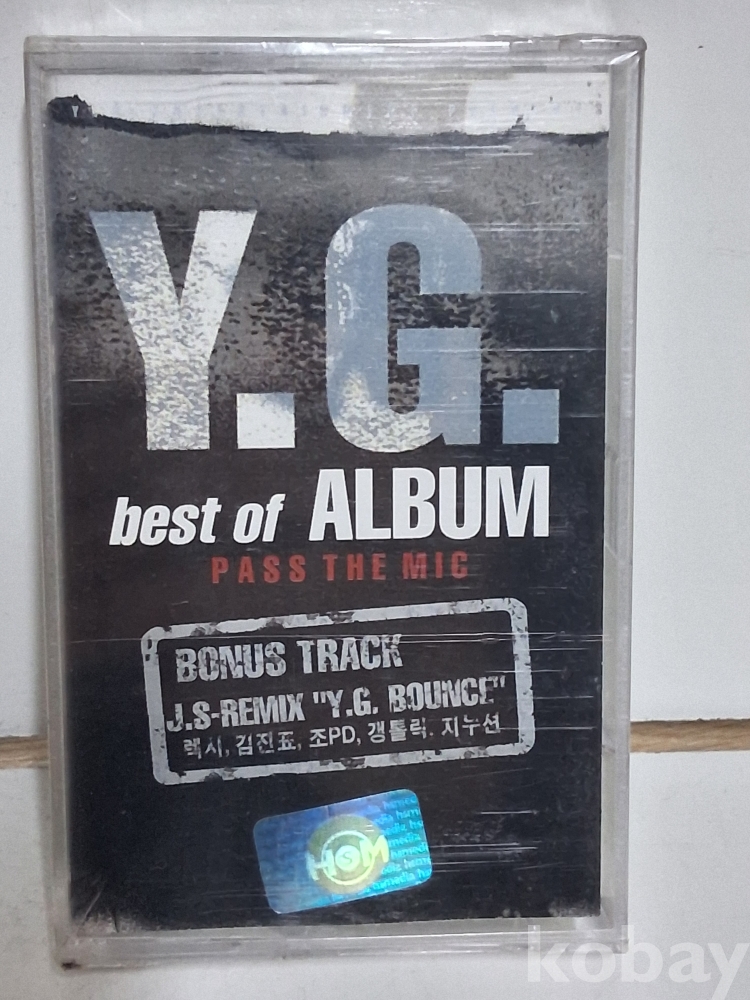 Y.G.
best of ALBUM
PASS THE MIC
BONUS TRACK
J.S-REMIX "Y.G. BOUNCE"
렉시, 김진표, 조PD, 갱톨릭. 지누션
HSM
kobay